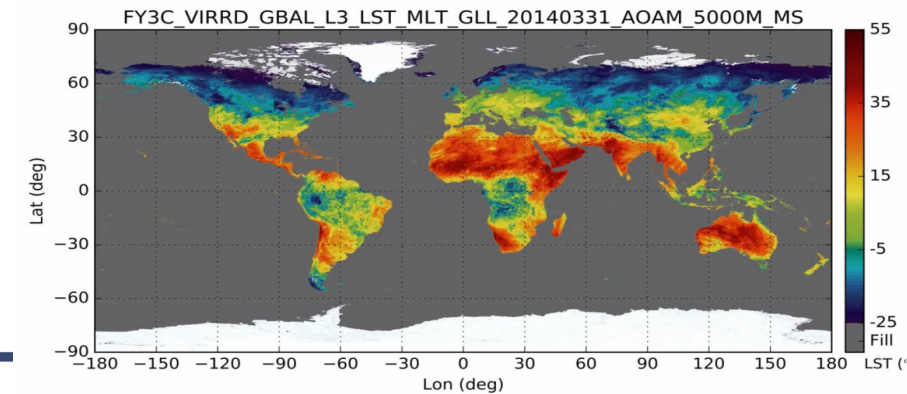 FY3C_VIRRD_GBAL_L3_LST_MLT_GLL_20140331_AOAM_5000M_MS
90
60
30
0
−30
−60
−90
Lat (deg)
−180 −150 −120 −90 −60 −30 0 30 60 90 120 150 180
Lon (deg)
55
35
15
-5
-25
Fill
LST (°